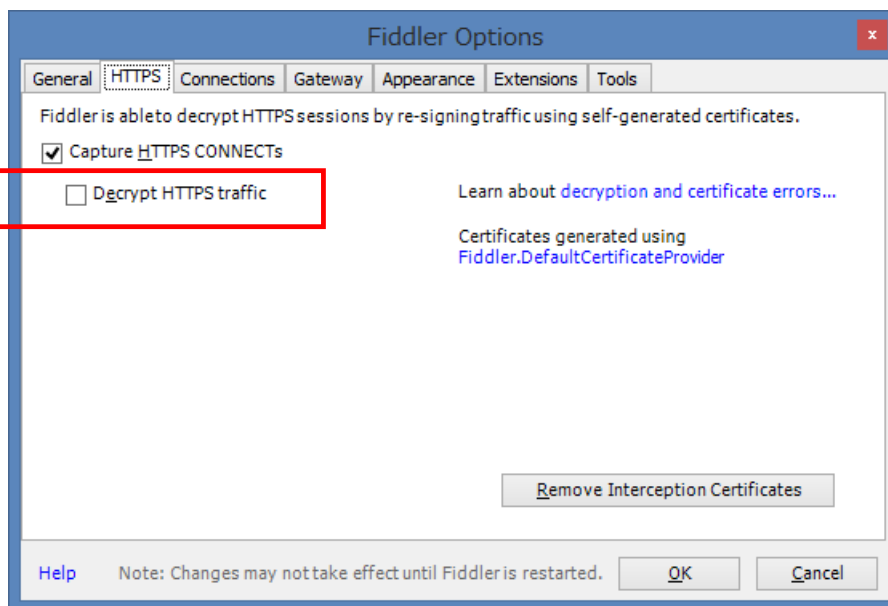 Fiddler Options
x
General HTTPS Connections Gateway Appearance Extensions Tools
Fiddler is able to decrypt HTTPS sessions by re-signing traffic using self-generated certificates.
Capture HTTPS CONNECTs
Decrypt HTTPS traffic
Learn about decryption and certificate errors...
Certificates generated using
Fiddler.DefaultCertificateProvider
Remove Interception Certificates
Help Note: Changes may not take effect until Fiddler is restarted. OK Cancel